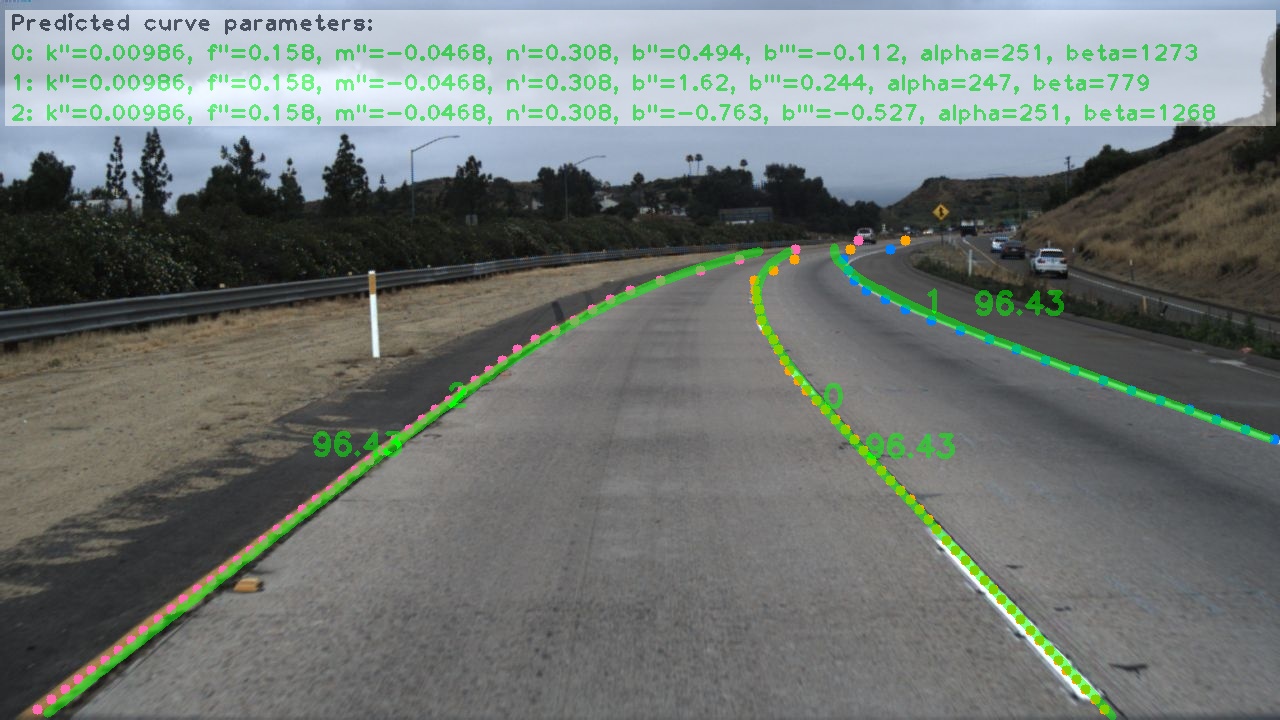 Predicted curve parameters:
0: k''=0.00986, f''=0.158, m''=-0.0468, n'=0.308, b''=0.494, b'''=-0.112, alpha=251, beta=1273
1: k''=0.00986, f''=0.158, m''=-0.0468, n'=0.308, b''=1.62, b'''=0.244, alpha=247, beta=779
2: k''=0.00986, f''=0.158, m''=-0.0468, n'=0.308, b''=-0.763, b'''=-0.527, alpha=251, beta=1268
1 96.43
2 0
96.43 96.43